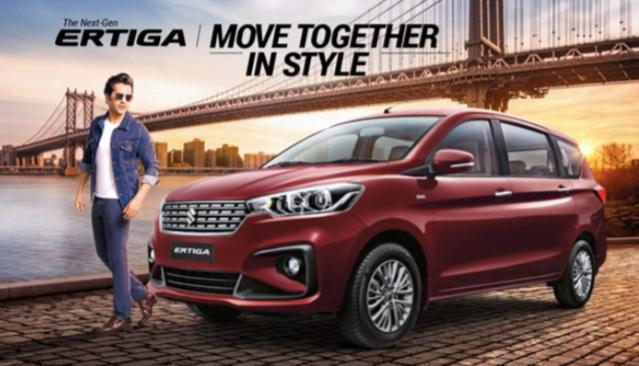 The Next-Gen
ERTIGA
MOVE TOGETHER
IN STYLE
ERTIGA